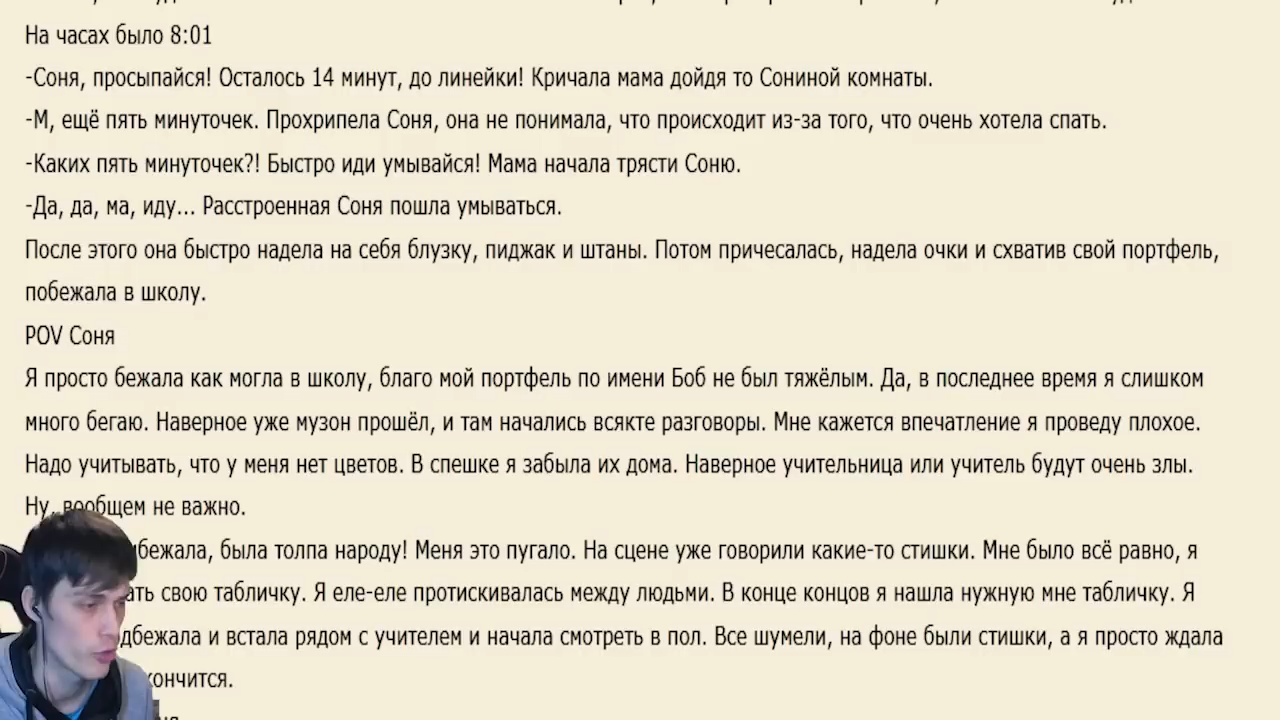 На часах было 8:01
-Соня, просыпайся! Осталось 14 минут, до линейки! Кричала мама дойдя то Сониной комнаты.
-М, ещё пять минуточек. Прохрипела Соня, она не понимала, что происходит из-за того, что очень хотела спать.
-Каких пять минуточек?! Быстро иди умывайся! Мама начала трясти Соню.
-Да, да, ма, иду... Расстроенная Соня пошла умываться.
После этого она быстро надела на себя блузку, пиджак и штаны. Потом причесалась, надела очки и схватив свой портфель,
побежала в школу.
POV Соня
Я просто бежала как могла в школу, благо мой портфель по имени Боб не был тяжёлым. Да, в последнее время я слишком
много бегаю. Наверное уже музон прошёл, и там начались всякте разговоры. Мне кажется впечатление я проведу плохое.
Надо учитывать, что у меня нет цветов. В спешке я забыла их дома. Наверное учительница или учитель будут очень злы.
Ну, вообщем не важно.
была толпа народу! Меня это пугало. На сцене уже говорили какие-то стишки. Мне было всё равно, я
свою табличку. Я еле-еле протискивалась между людьми. В конце концов я нашла нужную мне табличку. Я
и встала рядом с учителем и начала смотреть в пол. Все шумели, на фоне были стишки, а я просто ждала